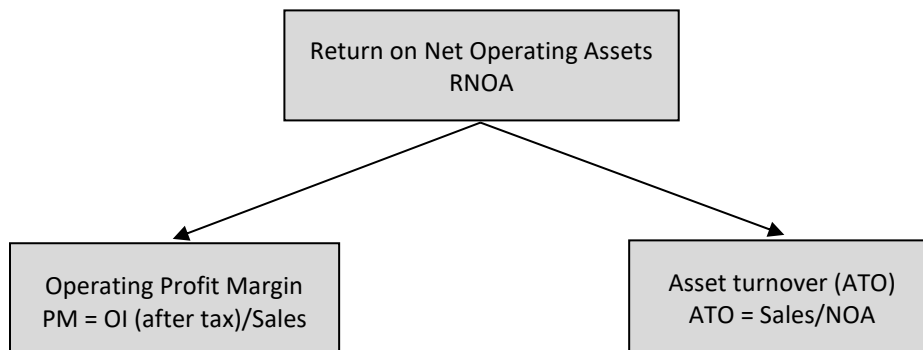 Return on Net Operating Assets
RNOA
Operating Profit Margin
PM = OI (after tax)/Sales
Asset turnover (ATO)
ATO = Sales/NOA